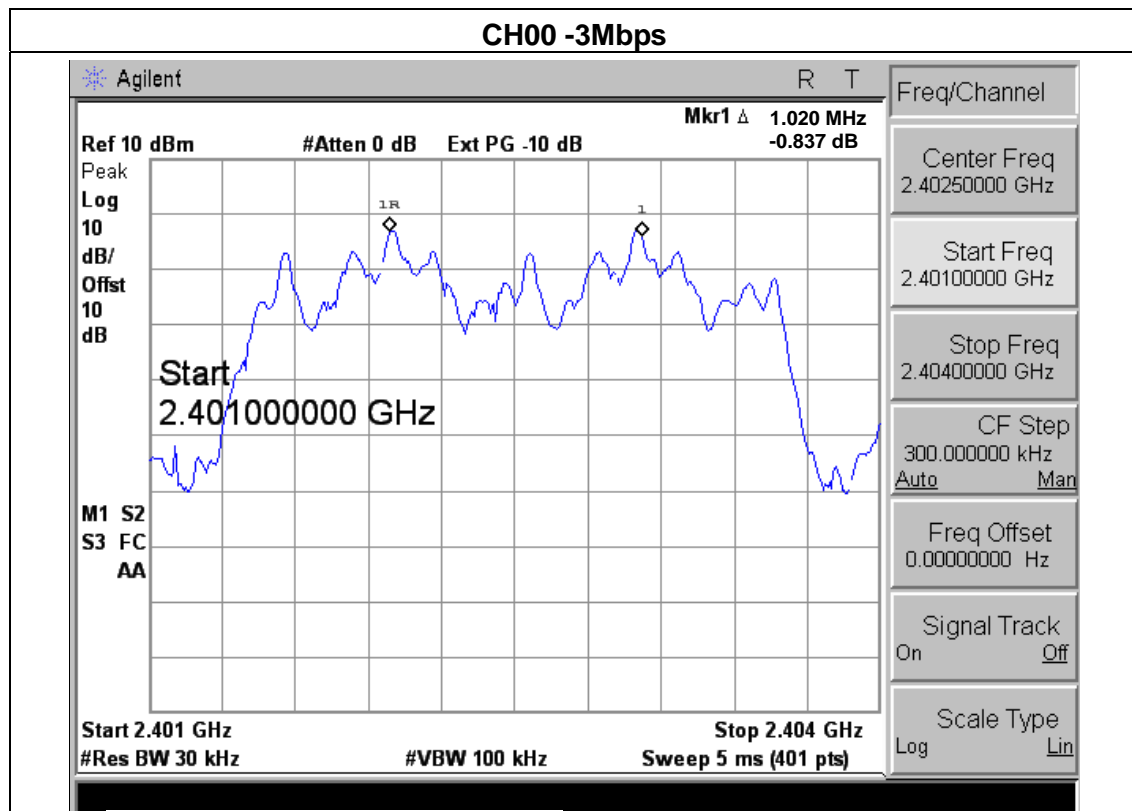 CH00 -3Mbps
Agilent R T
Mkr1 Δ 1.020 MHz
Ref 10 dBm #Atten 0 dB Ext PG -10 dB -0.837 dB
Peak
Log
10
dB/
Offst
10
dB
1R
1
Start
2.401000000 GHz
M1 S2
S3 FC
AA
Start 2.401 GHz Stop 2.404 GHz
#Res BW 30 kHz #VBW 100 kHz Sweep 5 ms (401 pts)
Freq/Channel
Center Freq
2.40250000 GHz
Start Freq
2.40100000 GHz
Stop Freq
2.40400000 GHz
CF Step
300.000000 kHz
Auto Man
Freq Offset
0.00000000 Hz
Signal Track
On Off
Scale Type
Log Lin